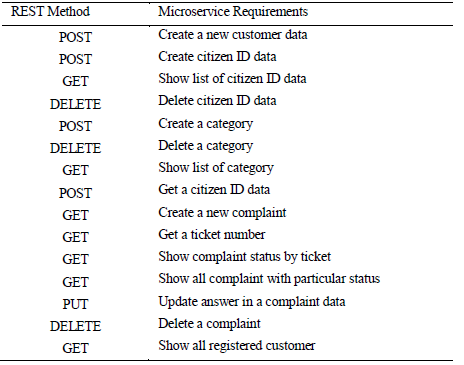 REST Method Microservice Requirements
POST Create a new customer data
POST Create citizen ID data
GET Show list of citizen ID data
DELETE Delete citizen ID data
POST Create a category
DELETE Delete a category
GET Show list of category
POST Get a citizen ID data
GET Create a new complaint
GET Get a ticket number
GET Show complaint status by ticket
GET Show all complaint with particular status
PUT Update answer in a complaint data
DELETE Delete a complaint
GET Show all registered customer